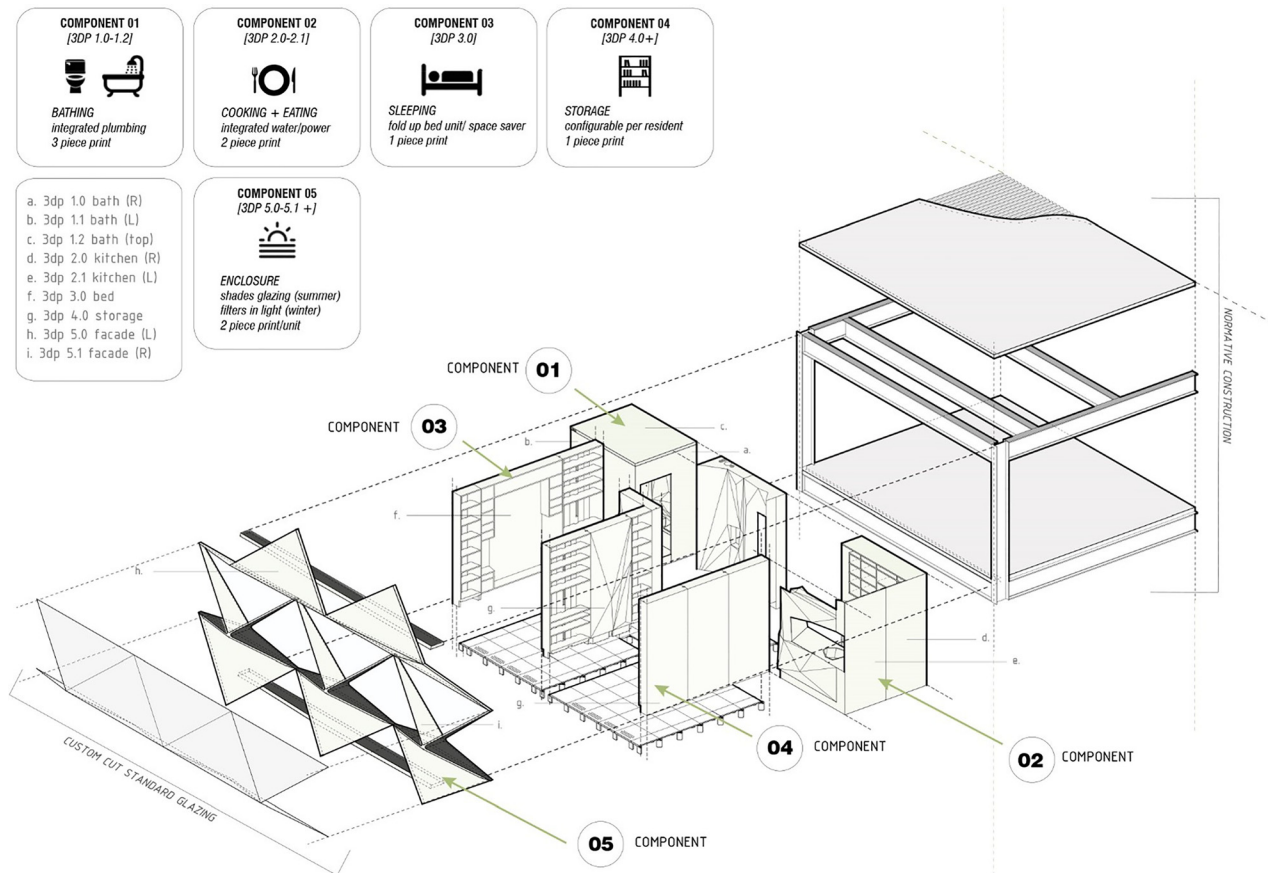 COMPONENT 01
[3DP 1.0-1.2]
BATHING
integrated plumbing
3 piece print
COMPONENT 02
[3DP 2.0-2.1]
COOKING + EATING
integrated water/power
2 piece print
COMPONENT 03
[3DP 3.0]
SLEEPING
fold up bed unit/ space saver
1 piece print
COMPONENT 04
[3DP 4.0+]
STORAGE
configurable per resident
1 piece print
a. 3dp 1.0 bath (R)
b. 3dp 1.1 bath (L)
c. 3dp 1.2 bath (top)
d. 3dp 2.0 kitchen (R)
e. 3dp 2.1 kitchen (L)
f. 3dp 3.0 bed
g. 3dp 4.0 storage
h. 3dp 5.0 facade (L)
i. 3dp 5.1 facade (R)
COMPONENT 05
[3DP 5.0-5.1 +]
ENCLOSURE
shades glazing (summer)
filters in light (winter)
2 piece print/unit
NORMATIVE CONSTRUCTION
COMPONENT 01
COMPONENT 03
c.
b.
a.
f.
h.
g.
d.
e.
g.
i.
04 COMPONENT
02 COMPONENT
05 COMPONENT
CUSTOM CUT STANDARD GLAZING